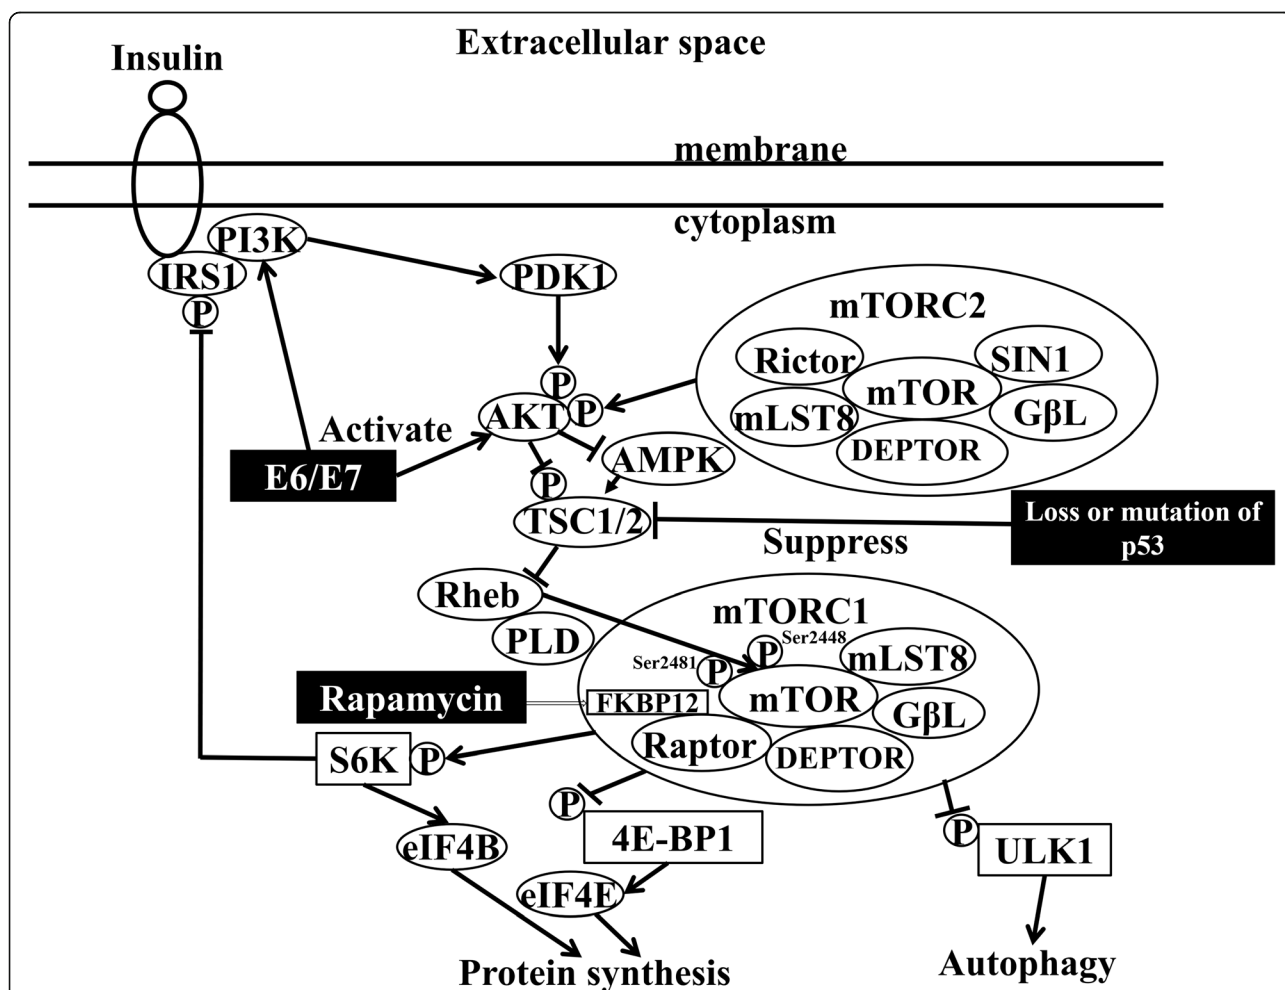 Extracellular space
Insulin
membrane
cytoplasm
PI3K
IRS1
P
PDK1
mTORC2
Rictor
SIN1
mTOR
mLST8
GβL
DEPTOR
P
AKT
P
Activate
E6/E7
AMPK
P
TSC1/2
Loss or mutation of
p53
Suppress
Rheb
PLD
mTORC1
Ser2448
P
Ser2481
P
mLST8
mTOR
GβL
Rapamycin
FKBP12
Raptor
DEPTOR
S6K
P
P
4E-BP1
P
ULK1
eIF4B
eIF4E
Protein synthesis
Autophagy